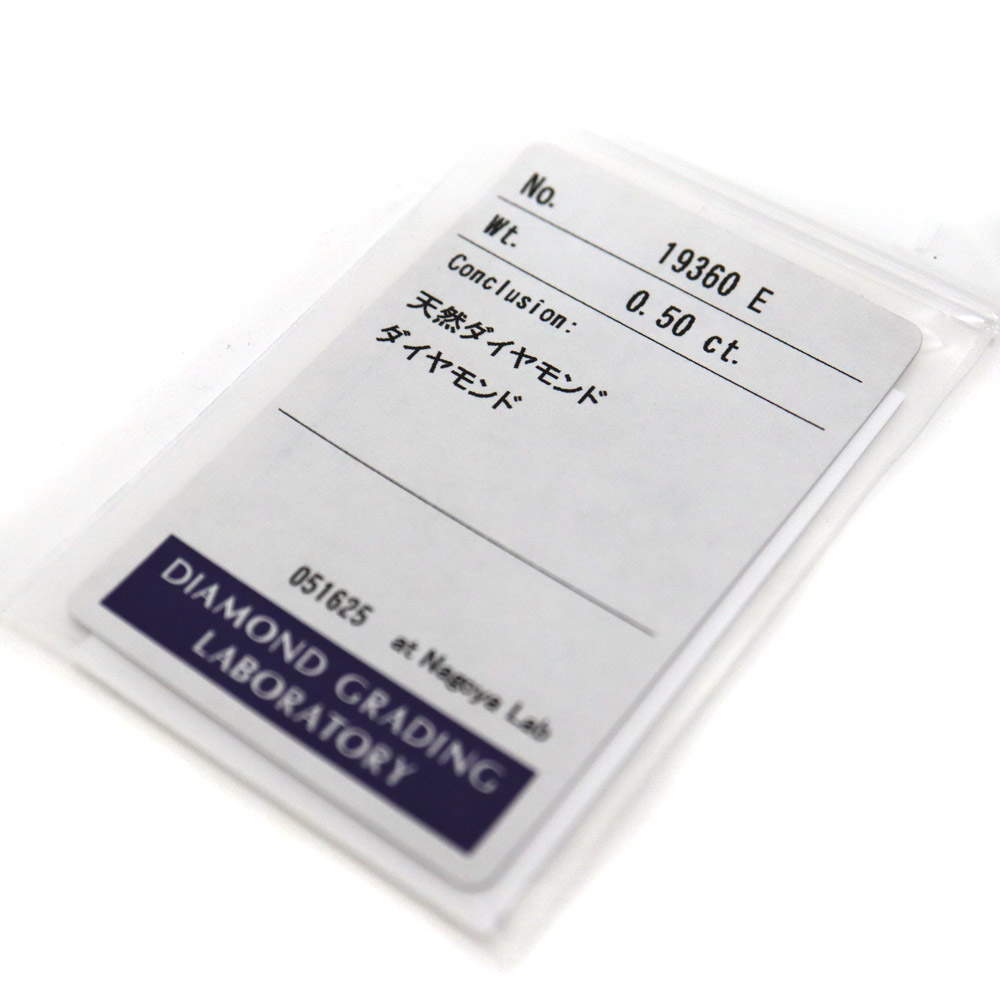 No. 19360 E
Wt. 0.50 ct.
Conclusion:
天然ダイヤモンド
ダイヤモンド
051625 at Nagoya Lab
DIAMOND GRADING
LABORATORY